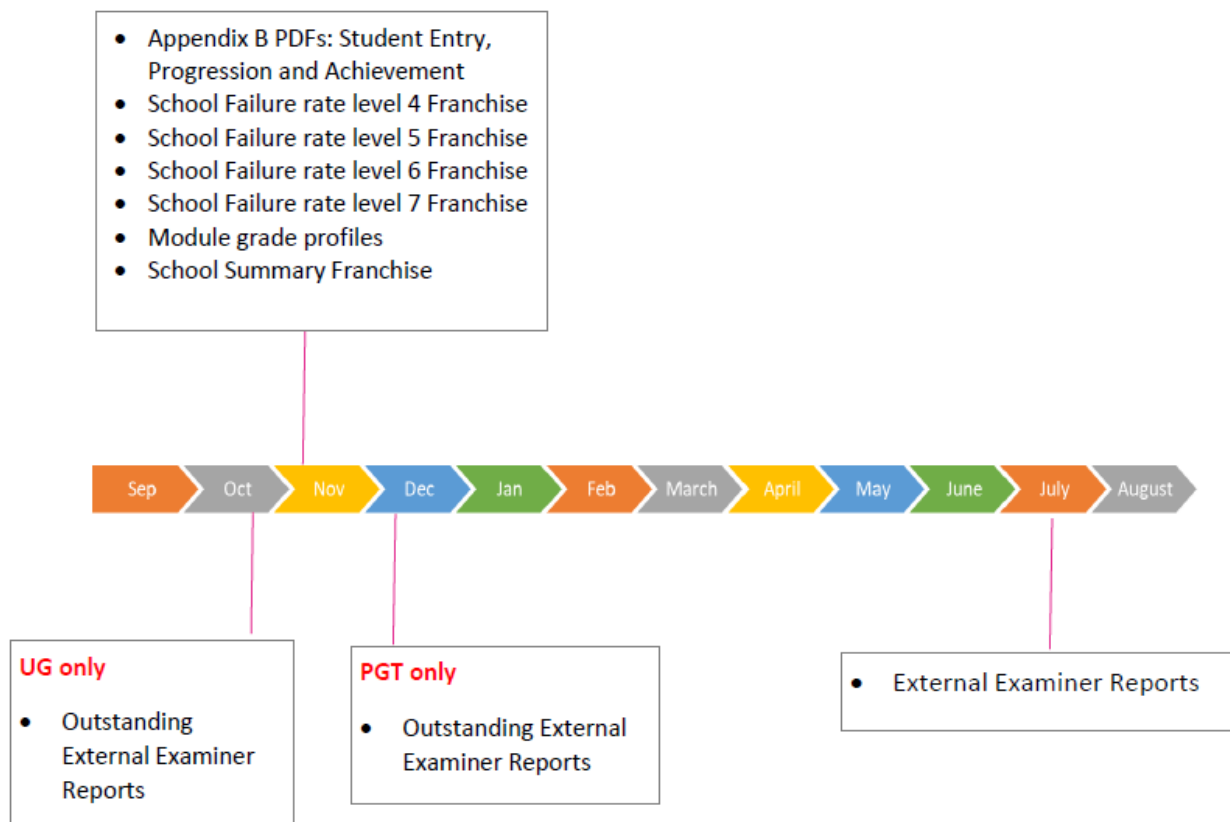 • Appendix B PDFs: Student Entry,
Progression and Achievement
• School Failure rate level 4 Franchise
• School Failure rate level 5 Franchise
• School Failure rate level 6 Franchise
• School Failure rate level 7 Franchise
• Module grade profiles
• School Summary Franchise
Sep Oct Nov Dec Jan Feb March April May June July August
UG only
• Outstanding
External Examiner
Reports
PGT only
• Outstanding External
Examiner Reports
• External Examiner Reports